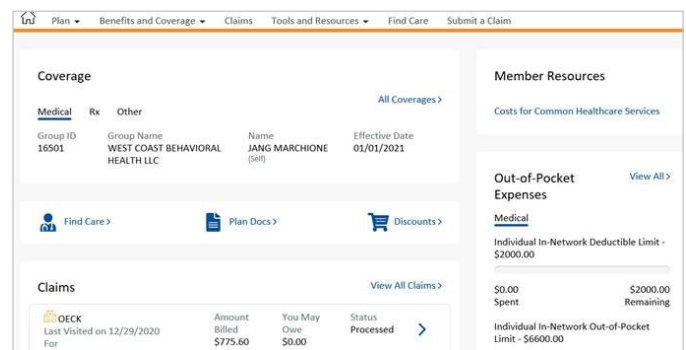 Plan Benefits and Coverage Claims Tools and Resources Find Care Submit a Claim
Coverage
All Coverages >
Medical Rx Other
Group ID Group Name Name Effective Date
16501 WEST COAST BEHAVIORAL JANG MARCHIONE 01/01/2021
HEALTH LLC (Self)
Find Care > Plan Docs > Discounts >
Claims
View All Claims >
OECK Amount You May Status
Last Visited on 12/29/2020 Billed Owe Processed >
For $775.60 $0.00
Member Resources
Costs for Common Healthcare Services
Out-of-Pocket View All >
Expenses
Medical
Individual In-Network Deductible Limit -
$2000.00
$0.00 $2000.00
Spent Remaining
Individual In-Network Out-of-Pocket
Limit - $6600.00